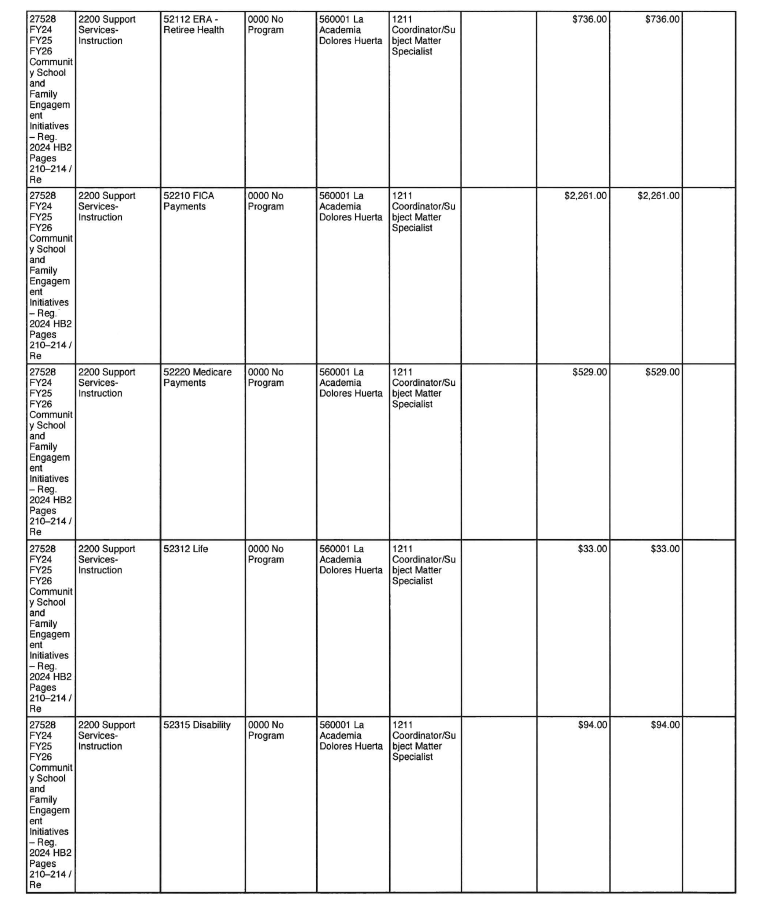 27528
FY24
FY25
FY26
Communit
y School
and
Family
Engagem
ent
Initiatives
– Reg.
2024 HB2
Pages
210–214 /
Re
2200 Support
Services-
Instruction
52112 ERA -
Retiree Health
0000 No
Program
560001 La
Academia
Dolores Huerta
1211
Coordinator/Su
bject Matter
Specialist
$736.00
$736.00
27528
FY24
FY25
FY26
Communit
y School
and
Family
Engagem
ent
Initiatives
– Reg.
2024 HB2
Pages
210–214 /
Re
2200 Support
Services-
Instruction
52210 FICA
Payments
0000 No
Program
560001 La
Academia
Dolores Huerta
1211
Coordinator/Su
bject Matter
Specialist
$2,261.00
$2,261.00
27528
FY24
FY25
FY26
Communit
y School
and
Family
Engagem
ent
Initiatives
– Reg.
2024 HB2
Pages
210–214 /
Re
2200 Support
Services-
Instruction
52220 Medicare
Payments
0000 No
Program
560001 La
Academia
Dolores Huerta
1211
Coordinator/Su
bject Matter
Specialist
$529.00
$529.00
27528
FY24
FY25
FY26
Communit
y School
and
Family
Engagem
ent
Initiatives
– Reg.
2024 HB2
Pages
210–214 /
Re
2200 Support
Services-
Instruction
52312 Life
0000 No
Program
560001 La
Academia
Dolores Huerta
1211
Coordinator/Su
bject Matter
Specialist
$33.00
$33.00
27528
FY24
FY25
FY26
Communit
y School
and
Family
Engagem
ent
Initiatives
– Reg.
2024 HB2
Pages
210–214 /
Re
2200 Support
Services-
Instruction
52315 Disability
0000 No
Program
560001 La
Academia
Dolores Huerta
1211
Coordinator/Su
bject Matter
Specialist
$94.00
$94.00